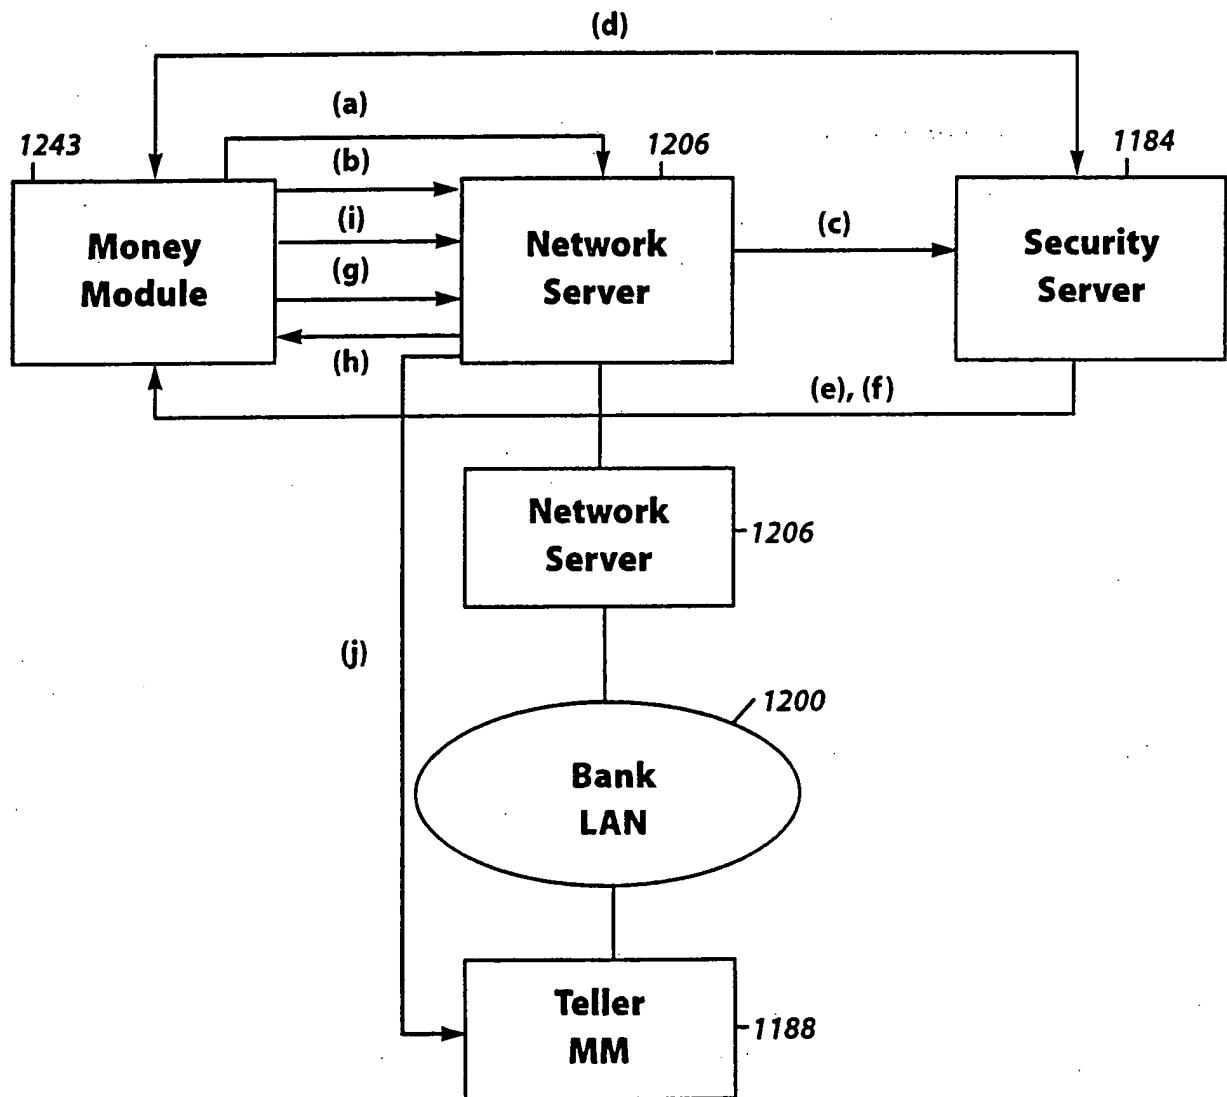 (d)
(a)
1243
1206
1184
(b)
(i)
(g)
(h)
(c)
Money
Module
Network
Server
Security
Server
(e), (f)
Network
Server
1206
(j)
1200
Bank
LAN
Teller
MM
1188